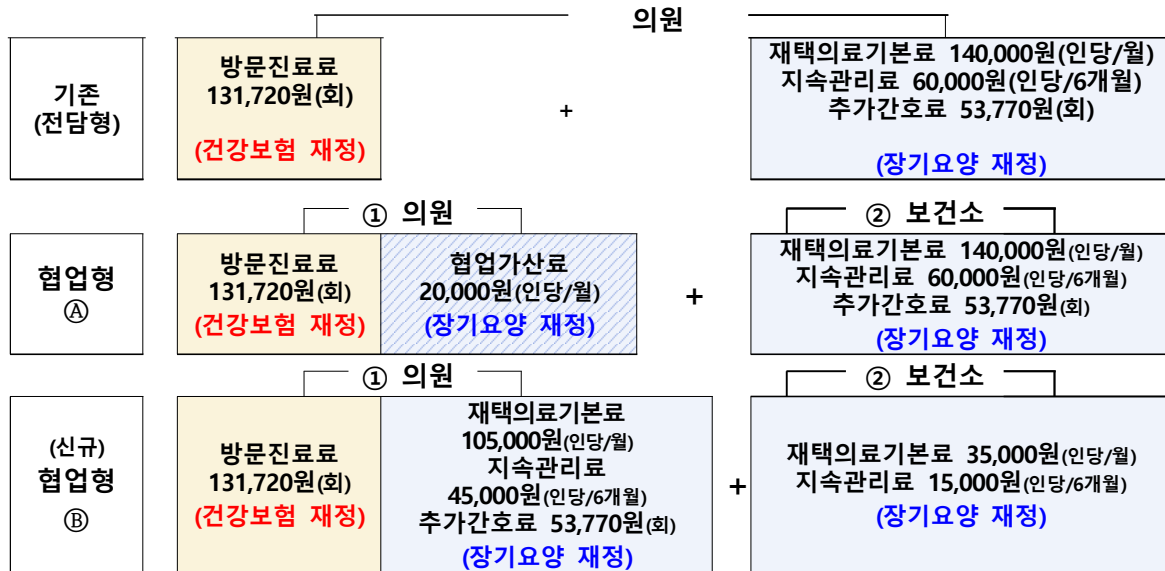 의원
기존
(전담형)
방문진료료
131,720원(회)
(건강보험 재정)
+
재택의료기본료 140,000원(인당/월)
지속관리료 60,000원(인당/6개월)
추가간호료 53,770원(회)
(장기요양 재정)
① 의원
② 보건소
협업형
Ⓐ
방문진료료
131,720원(회)
(건강보험 재정)
협업가산료
20,000원(인당/월)
(장기요양 재정)
+
재택의료기본료 140,000원(인당/월)
지속관리료 60,000원(인당/6개월)
추가간호료 53,770원(회)
(장기요양 재정)
① 의원
② 보건소
(신규)
협업형
Ⓑ
방문진료료
131,720원(회)
(건강보험 재정)
재택의료기본료
105,000원(인당/월)
지속관리료
45,000원(인당/6개월)
추가간호료 53,770원(회)
(장기요양 재정)
+
재택의료기본료 35,000원(인당/월)
지속관리료 15,000원(인당/6개월)
(장기요양 재정)